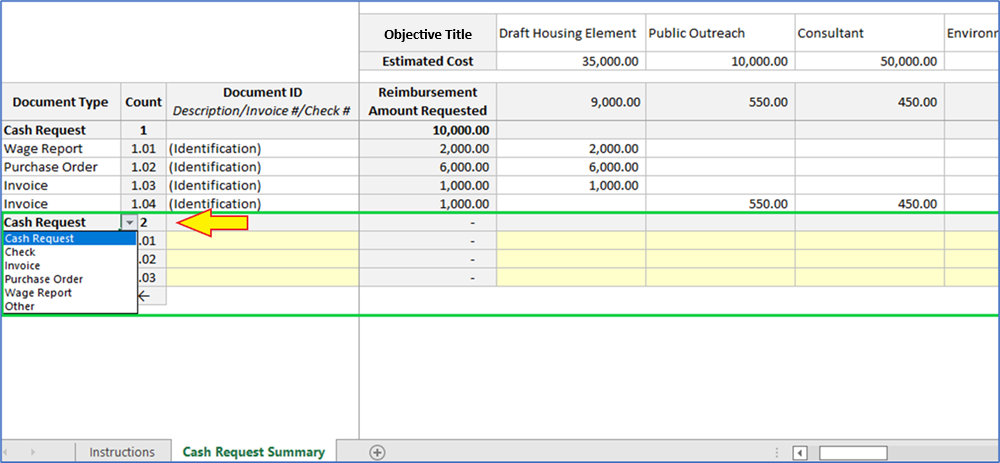 Objective Title Draft Housing Element Public Outreach Consultant Environn
Estimated Cost 35,000.00 10,000.00 50,000.00
Document Type Count Document ID Description/Invoice #/Check # Reimbursement Amount Requested 9,000.00 550.00 450.00
Cash Request 1 10,000.00
Wage Report 1.01 (Identification) 2,000.00 2,000.00
Purchase Order 1.02 (Identification) 6,000.00 6,000.00
Invoice 1.03 (Identification) 1,000.00 1,000.00
Invoice 1.04 (Identification) 1,000.00 550.00 450.00
Cash Request 2 -
Cash Request .01 -
Check
Invoice .02 -
Purchase Order .03 -
Wage Report ←
Other
Instructions Cash Request Summary